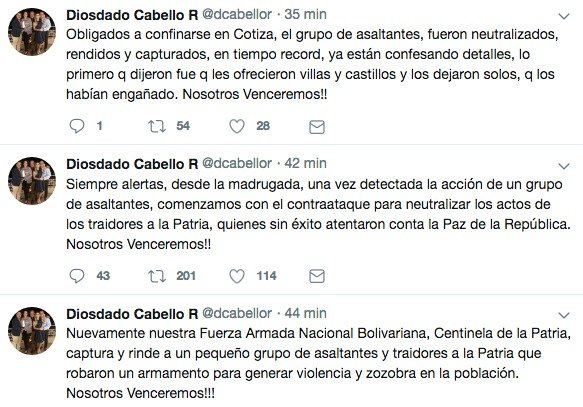 Diosdado Cabello R @dcabellor · 35 min
Obligados a confinarse en Cotiza, el grupo de asaltantes, fueron neutralizados,
rendidos y capturados, en tiempo record, ya están confesando detalles, lo
primero q dijeron fue q les ofrecieron villas y castillos y los dejaron solos, q los
habían engañado. Nosotros Venceremos!!
1 54 28
Diosdado Cabello R @dcabellor · 42 min
Siempre alertas, desde la madrugada, una vez detectada la acción de un grupo
de asaltantes, comenzamos con el contraataque para neutralizar los actos de
los traidores a la Patria, quienes sin éxito atentaron conta la Paz de la República.
Nosotros Venceremos!!
43 201 114
Diosdado Cabello R @dcabellor · 44 min
Nuevamente nuestra Fuerza Armada Nacional Bolivariana, Centinela de la Patria,
captura y rinde a un pequeño grupo de asaltantes y traidores a la Patria que
robaron un armamento para generar violencia y zozobra en la población.
Nosotros Venceremos!!!